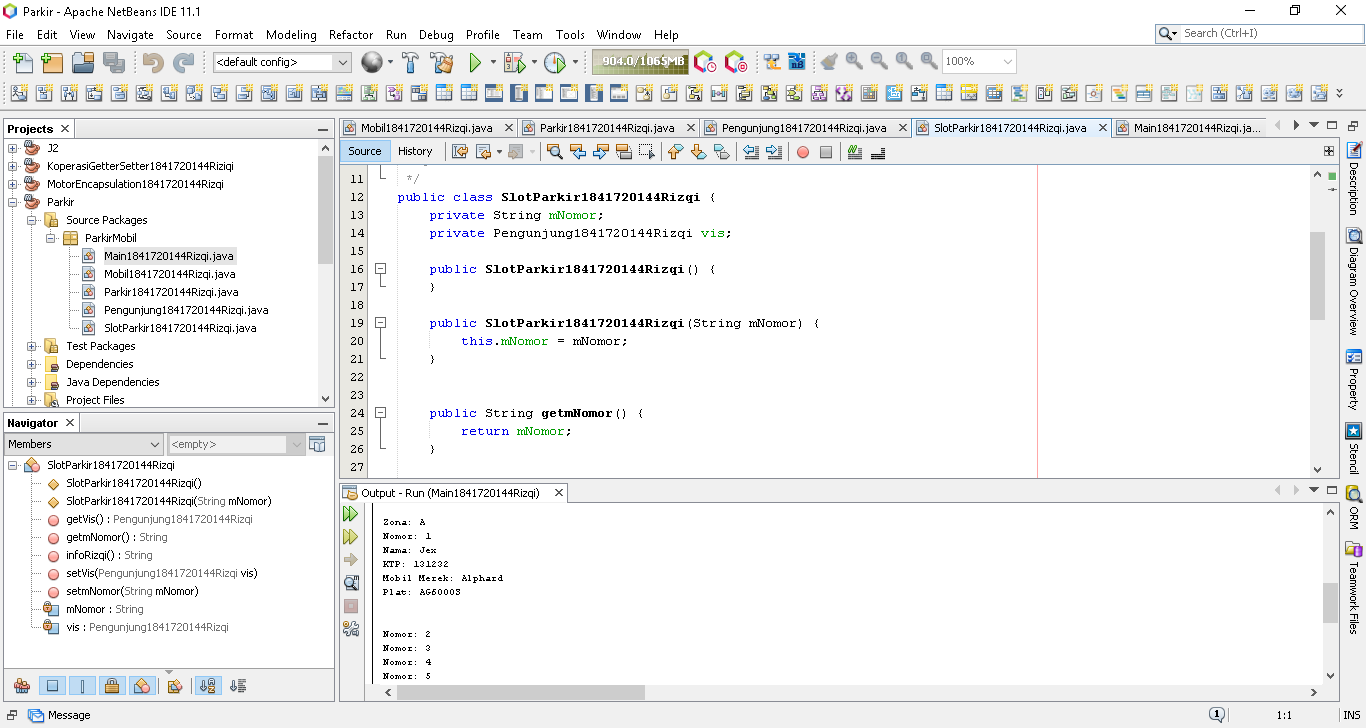 Parkir - Apache NetBeans IDE 11.1
File Edit View Navigate Source Format Modeling Refactor Run Debug Profile Team Tools Window Help
Search (Ctrl+I)
<default config>
904.0/1065MB
100%
Projects
J2
KoperasiGetterSetter1841720144Rizqi
MotorEncapsulation1841720144Rizqi
Parkir
Source Packages
ParkirMobil
Main1841720144Rizqi.java
Mobil1841720144Rizqi.java
Parkir1841720144Rizqi.java
Pengunjung1841720144Rizqi.java
SlotParkir1841720144Rizqi.java
Test Packages
Dependencies
Java Dependencies
Project Files
Navigator
Members
<empty>
SlotParkir1841720144Rizqi
SlotParkir1841720144Rizqi()
SlotParkir1841720144Rizqi(String mNomor)
getVis() : Pengunjung1841720144Rizqi
getmNomor() : String
infoRizqi() : String
setVis(Pengunjung1841720144Rizqi vis)
setmNomor(String mNomor)
mNomor : String
vis : Pengunjung1841720144Rizqi
Mobil1841720144Rizqi.java
Parkir1841720144Rizqi.java
Pengunjung1841720144Rizqi.java
SlotParkir1841720144Rizqi.java
Main1841720144Rizqi.ja...
Source History
11 */
12 public class SlotParkir1841720144Rizqi {
13 private String mNomor;
14 private Pengunjung1841720144Rizqi vis;
15
16 public SlotParkir1841720144Rizqi() {
17 }
18
19 public SlotParkir1841720144Rizqi(String mNomor) {
20 this.mNomor = mNomor;
21 }
22
23
24 public String getmNomor() {
25 return mNomor;
26 }
27
Output - Run (Main1841720144Rizqi)
Zona: A
Nomor: 1
Nama: Jex
KTP: 131232
Mobil Merek: Alphard
Plat: AG6000S
Nomor: 2
Nomor: 3
Nomor: 4
Nomor: 5
Description
Diagram Overview
Property
Stencil
ORM
Teamwork Files
Message
1
1:1
INS